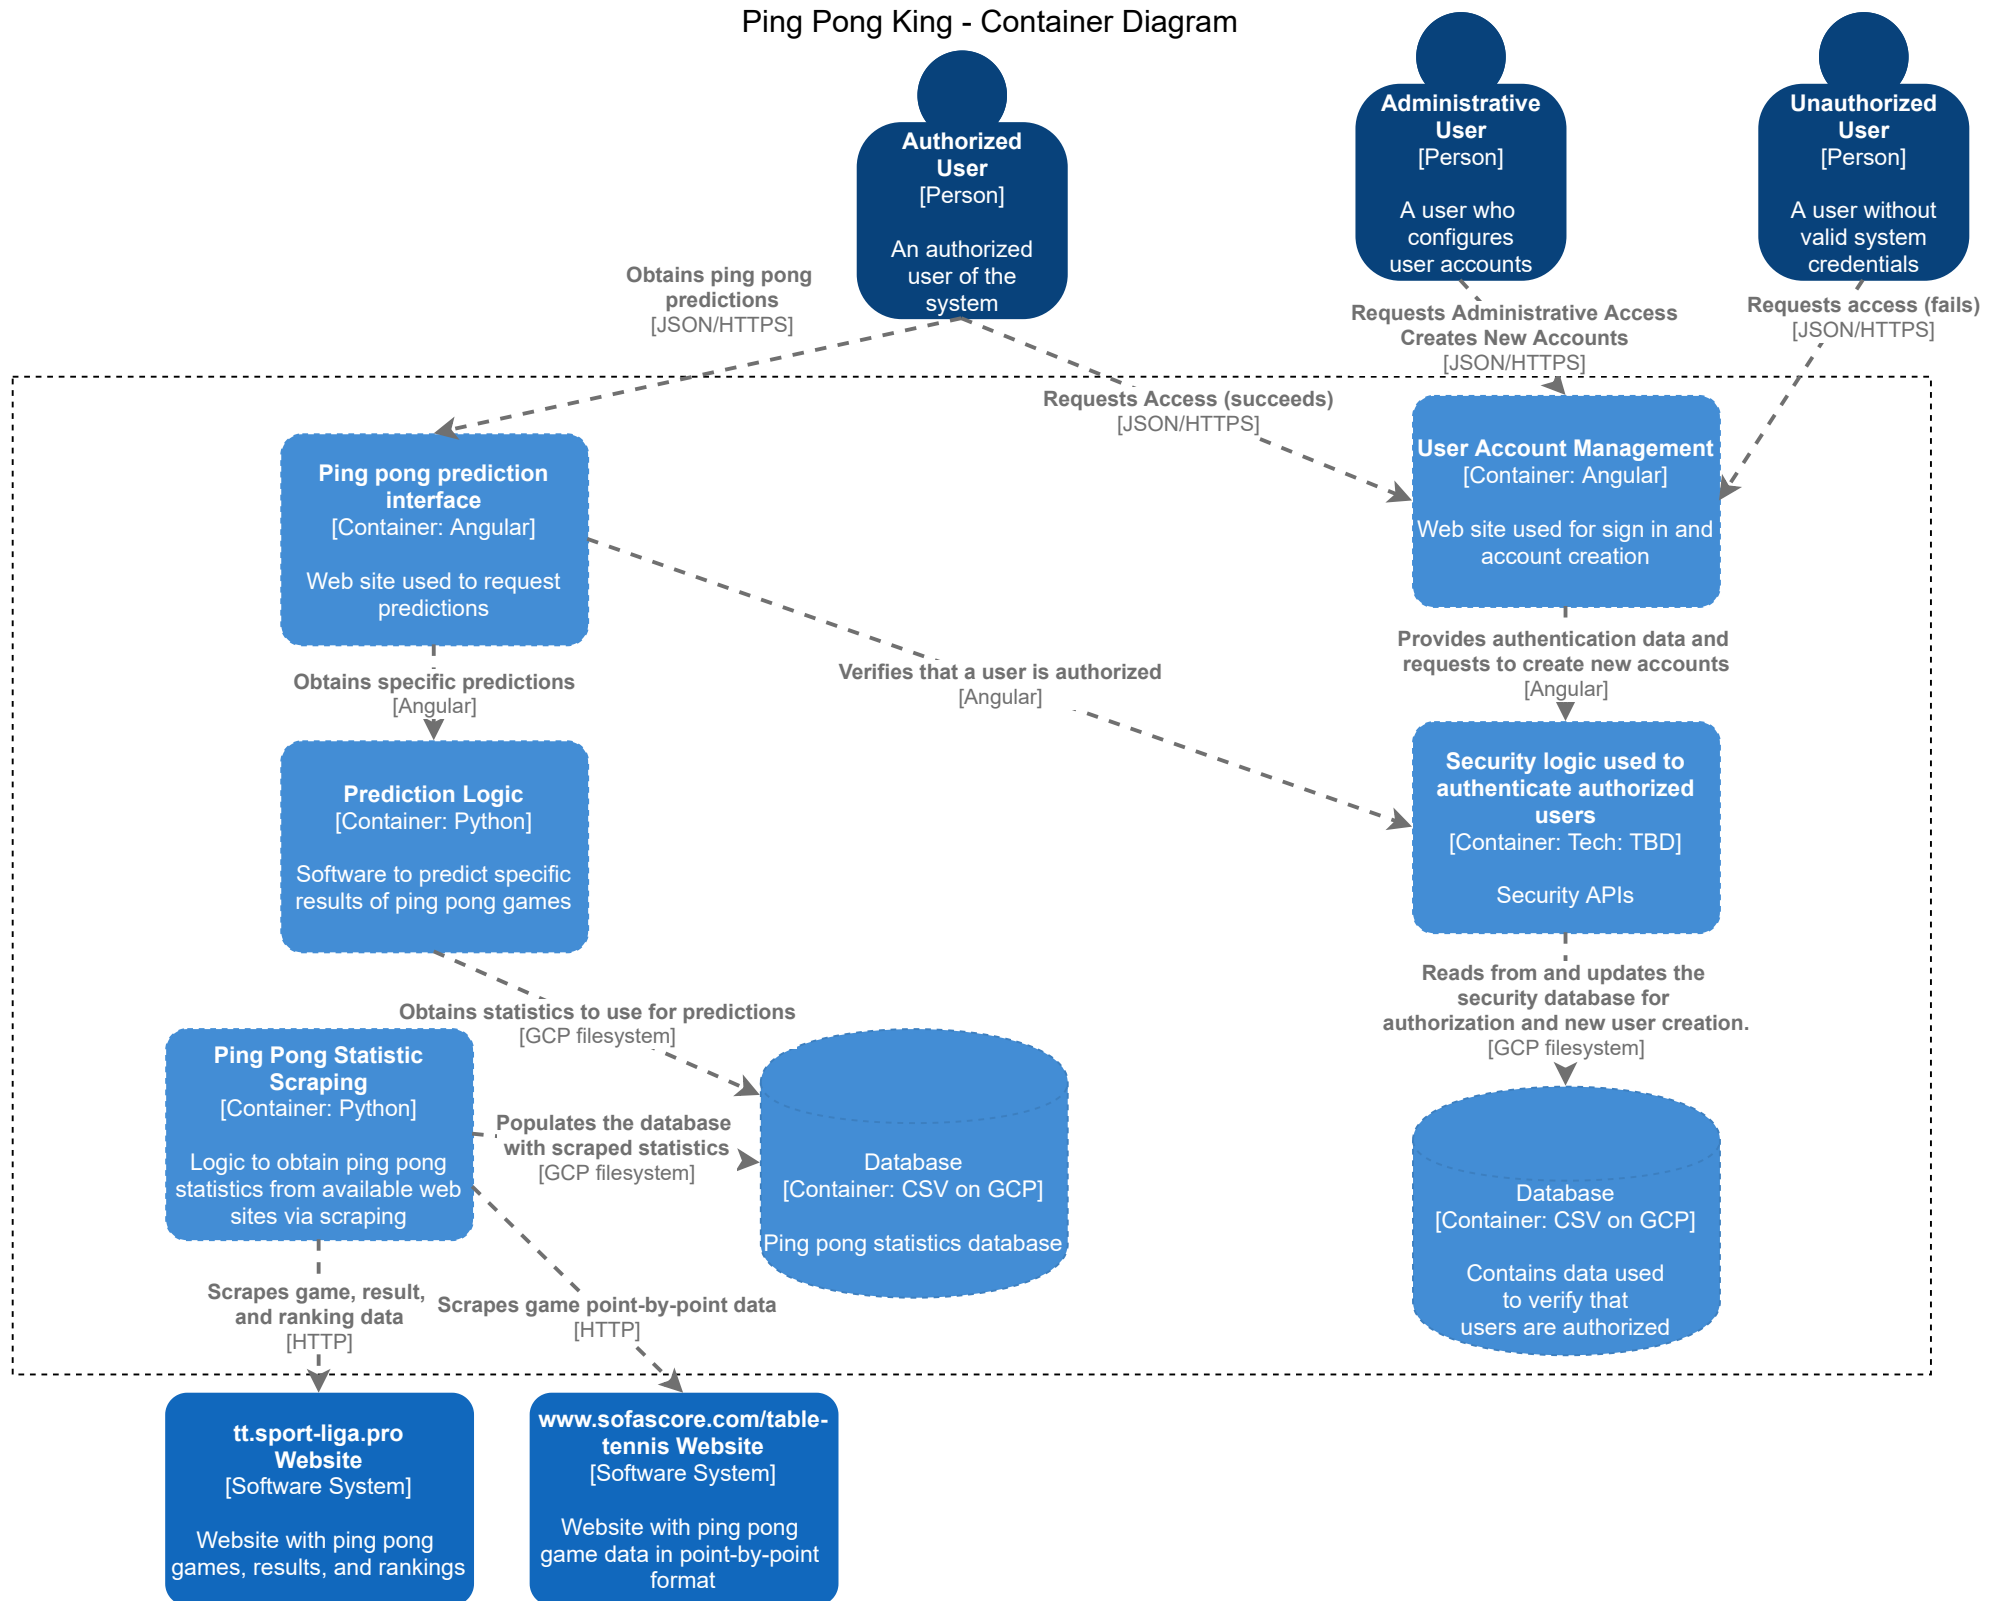 Ping Pong King - Container Diagram
Authorized
User
[Person]
An authorized
user of the
system
Administrative
User
[Person]
A user who
configures
user accounts
Unauthorized
User
[Person]
A user without
valid system
credentials
Obtains ping pong
predictions
[JSON/HTTPS]
Requests Administrative Access
Creates New Accounts
[JSON/HTTPS]
Requests access (fails)
[JSON/HTTPS]
Requests Access (succeeds)
[JSON/HTTPS]
Ping pong prediction
interface
[Container: Angular]
Web site used to request
predictions
User Account Management
[Container: Angular]
Web site used for sign in and
account creation
Obtains specific predictions
[Angular]
Verifies that a user is authorized
[Angular]
Provides authentication data and
requests to create new accounts
[Angular]
Prediction Logic
[Container: Python]
Software to predict specific
results of ping pong games
Security logic used to
authenticate authorized
users
[Container: Tech: TBD]
Security APIs
Obtains statistics to use for predictions
[GCP filesystem]
Reads from and updates the
security database for
authorization and new user creation.
[GCP filesystem]
Ping Pong Statistic
Scraping
[Container: Python]
Logic to obtain ping pong
statistics from available web
sites via scraping
Populates the database
with scraped statistics
[GCP filesystem]
Database
[Container: CSV on GCP]
Ping pong statistics database
Database
[Container: CSV on GCP]
Contains data used
to verify that
users are authorized
Scrapes game, result,
and ranking data
[HTTP]
Scrapes game point-by-point data
[HTTP]
tt.sport-liga.pro
Website
[Software System]
Website with ping pong
games, results, and rankings
www.sofascore.com/table-
tennis Website
[Software System]
Website with ping pong
game data in point-by-point
format